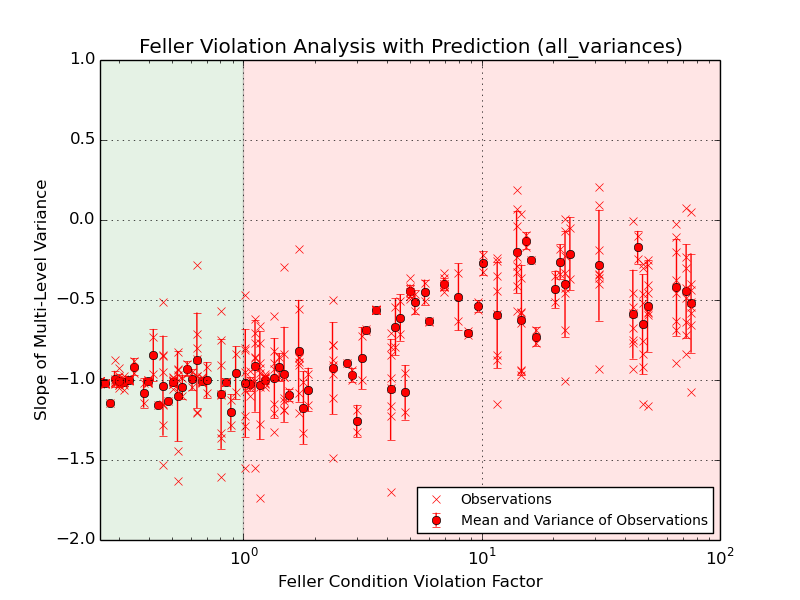 Feller Violation Analysis with Prediction (all_variances)
Slope of Multi-Level Variance
1.0
0.5
0.0
−0.5
−1.0
−1.5
−2.0
Observations
Mean and Variance of Observations
10⁰
10¹
10²
Feller Condition Violation Factor